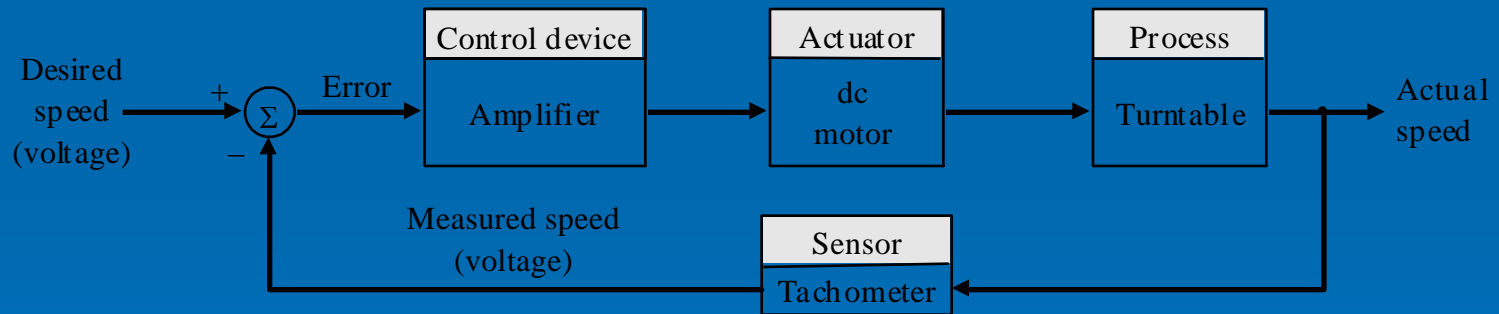 Control device
Actuator
Process
Desired
speed
(voltage)
+
−
Σ
Error
Amplifier
dc
motor
Turntable
Actual
speed
Measured speed
(voltage)
Sensor
Tachometer